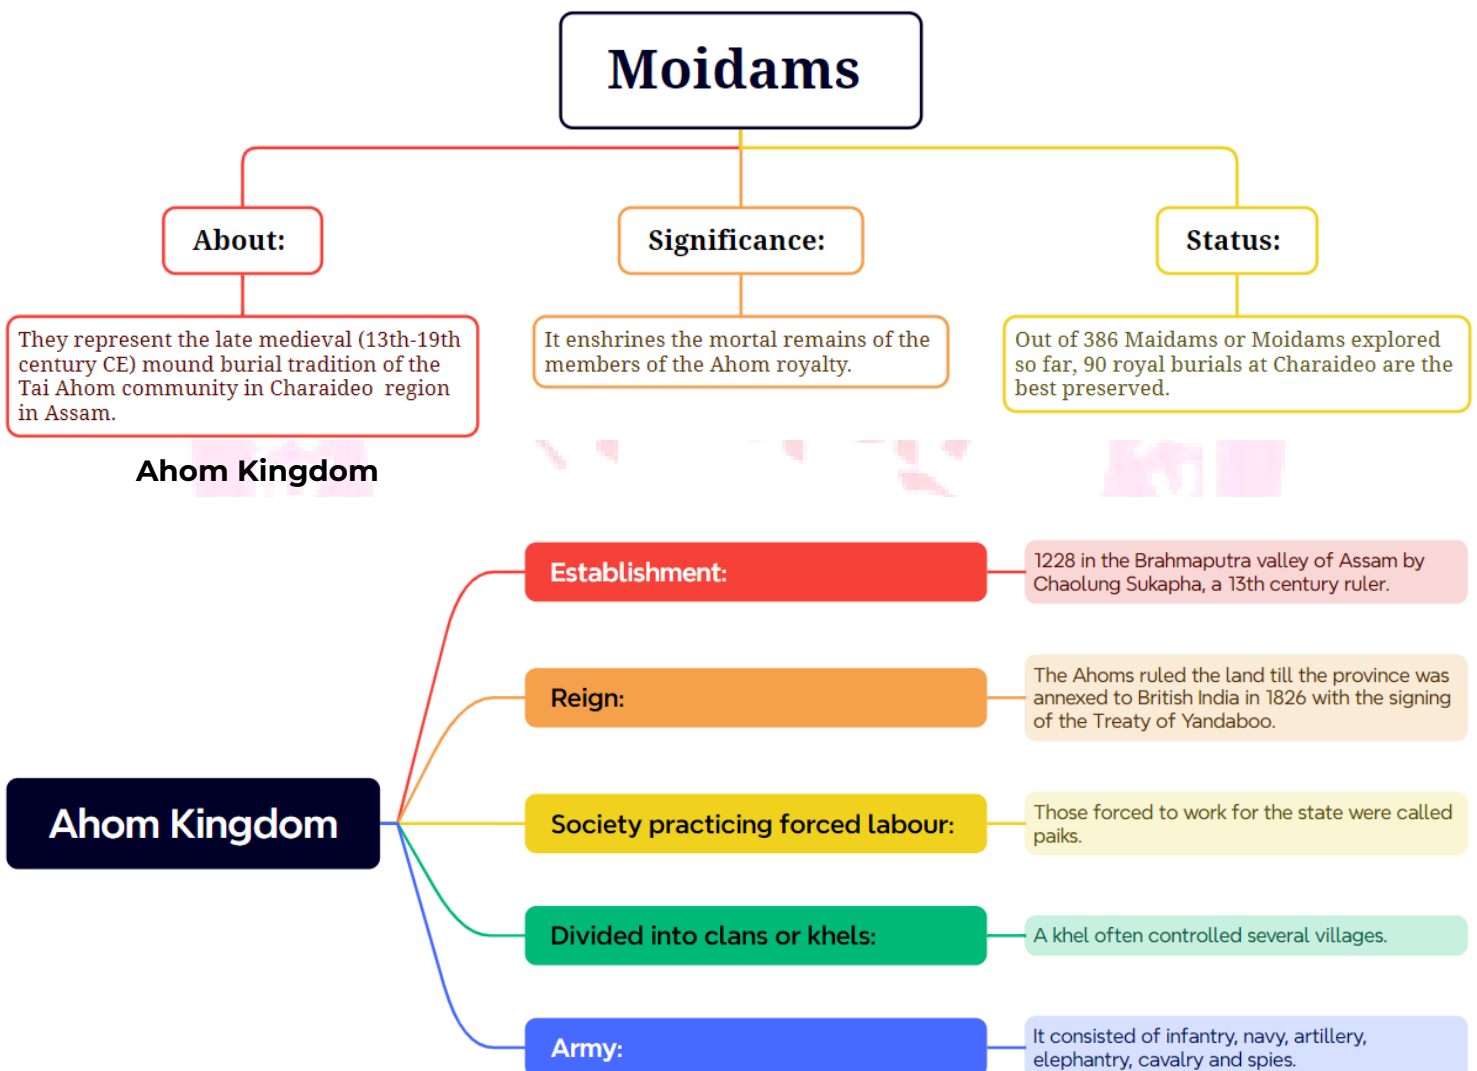 Moidams
About:
Significance:
Status:
They represent the late medieval (13th-19th
century CE) mound burial tradition of the
Tai Ahom community in Charaideo  region
in Assam.
It enshrines the mortal remains of the
members of the Ahom royalty.
Out of 386 Maidams or Moidams explored
so far, 90 royal burials at Charaideo are the
best preserved.
Ahom Kingdom
Ahom Kingdom
Establishment:
1228 in the Brahmaputra valley of Assam by
Chaolung Sukapha, a 13th century ruler.
Reign:
The Ahoms ruled the land till the province was
annexed to British India in 1826 with the signing
of the Treaty of Yandaboo.
Society practicing forced labour:
Those forced to work for the state were called
paiks.
Divided into clans or khels:
A khel often controlled several villages.
Army:
It consisted of infantry, navy, artillery,
elephantry, cavalry and spies.